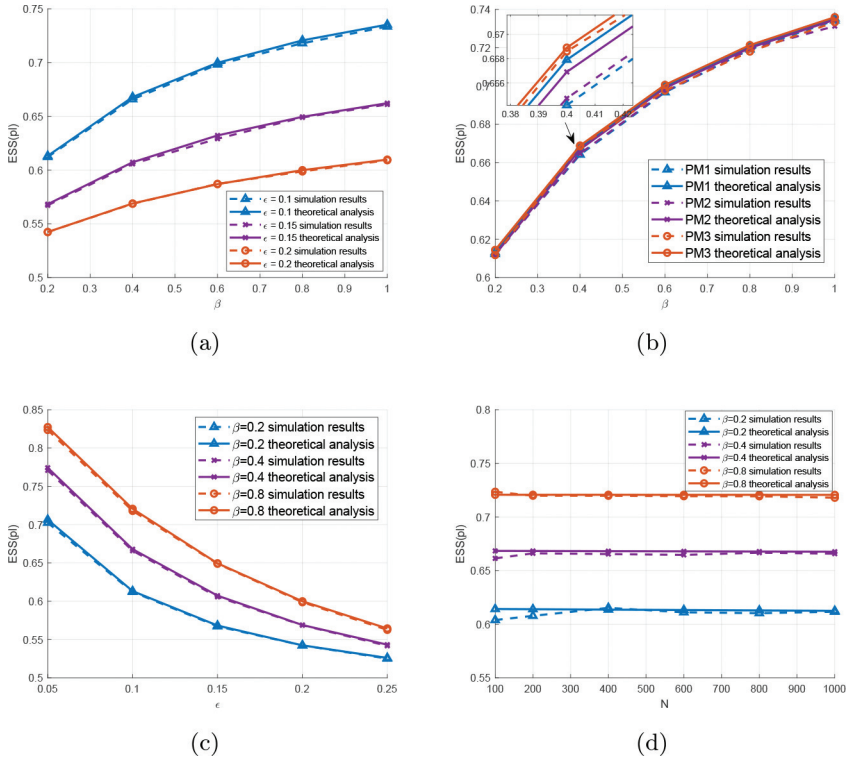 0.75
0.7
0.65
0.6
0.55
0.5
ESS(pl)
0.2 0.3 0.4 0.5 0.6 0.7 0.8 0.9 1
β
ϵ = 0.1 simulation results
ϵ = 0.1 theoretical analysis
ϵ = 0.15 simulation results
ϵ = 0.15 theoretical analysis
ϵ = 0.2 simulation results
ϵ = 0.2 theoretical analysis
(a)
0.74
0.72
0.7
0.68
0.66
0.64
0.62
0.6
ESS(pl)
0.67
0.668
0.666
0.38 0.39 0.4 0.41
0.2 0.3 0.4 0.5 0.6 0.7 0.8 0.9 1
β
PM1 simulation results
PM1 theoretical analysis
PM2 simulation results
PM2 theoretical analysis
PM3 simulation results
PM3 theoretical analysis
(b)
0.85
0.8
0.75
0.7
0.65
0.6
0.55
0.5
ESS(pl)
0.05 0.1 0.15 0.2 0.25
ϵ
β=0.2 simulation results
β=0.2 theoretical analysis
β=0.4 simulation results
β=0.4 theoretical analysis
β=0.8 simulation results
β=0.8 theoretical analysis
(c)
0.8
0.75
0.7
0.65
0.6
0.55
ESS(pl)
100 200 300 400 500 600 700 800 900 1000
N
β=0.2 simulation results
β=0.2 theoretical analysis
β=0.4 simulation results
β=0.4 theoretical analysis
β=0.8 simulation results
β=0.8 theoretical analysis
(d)